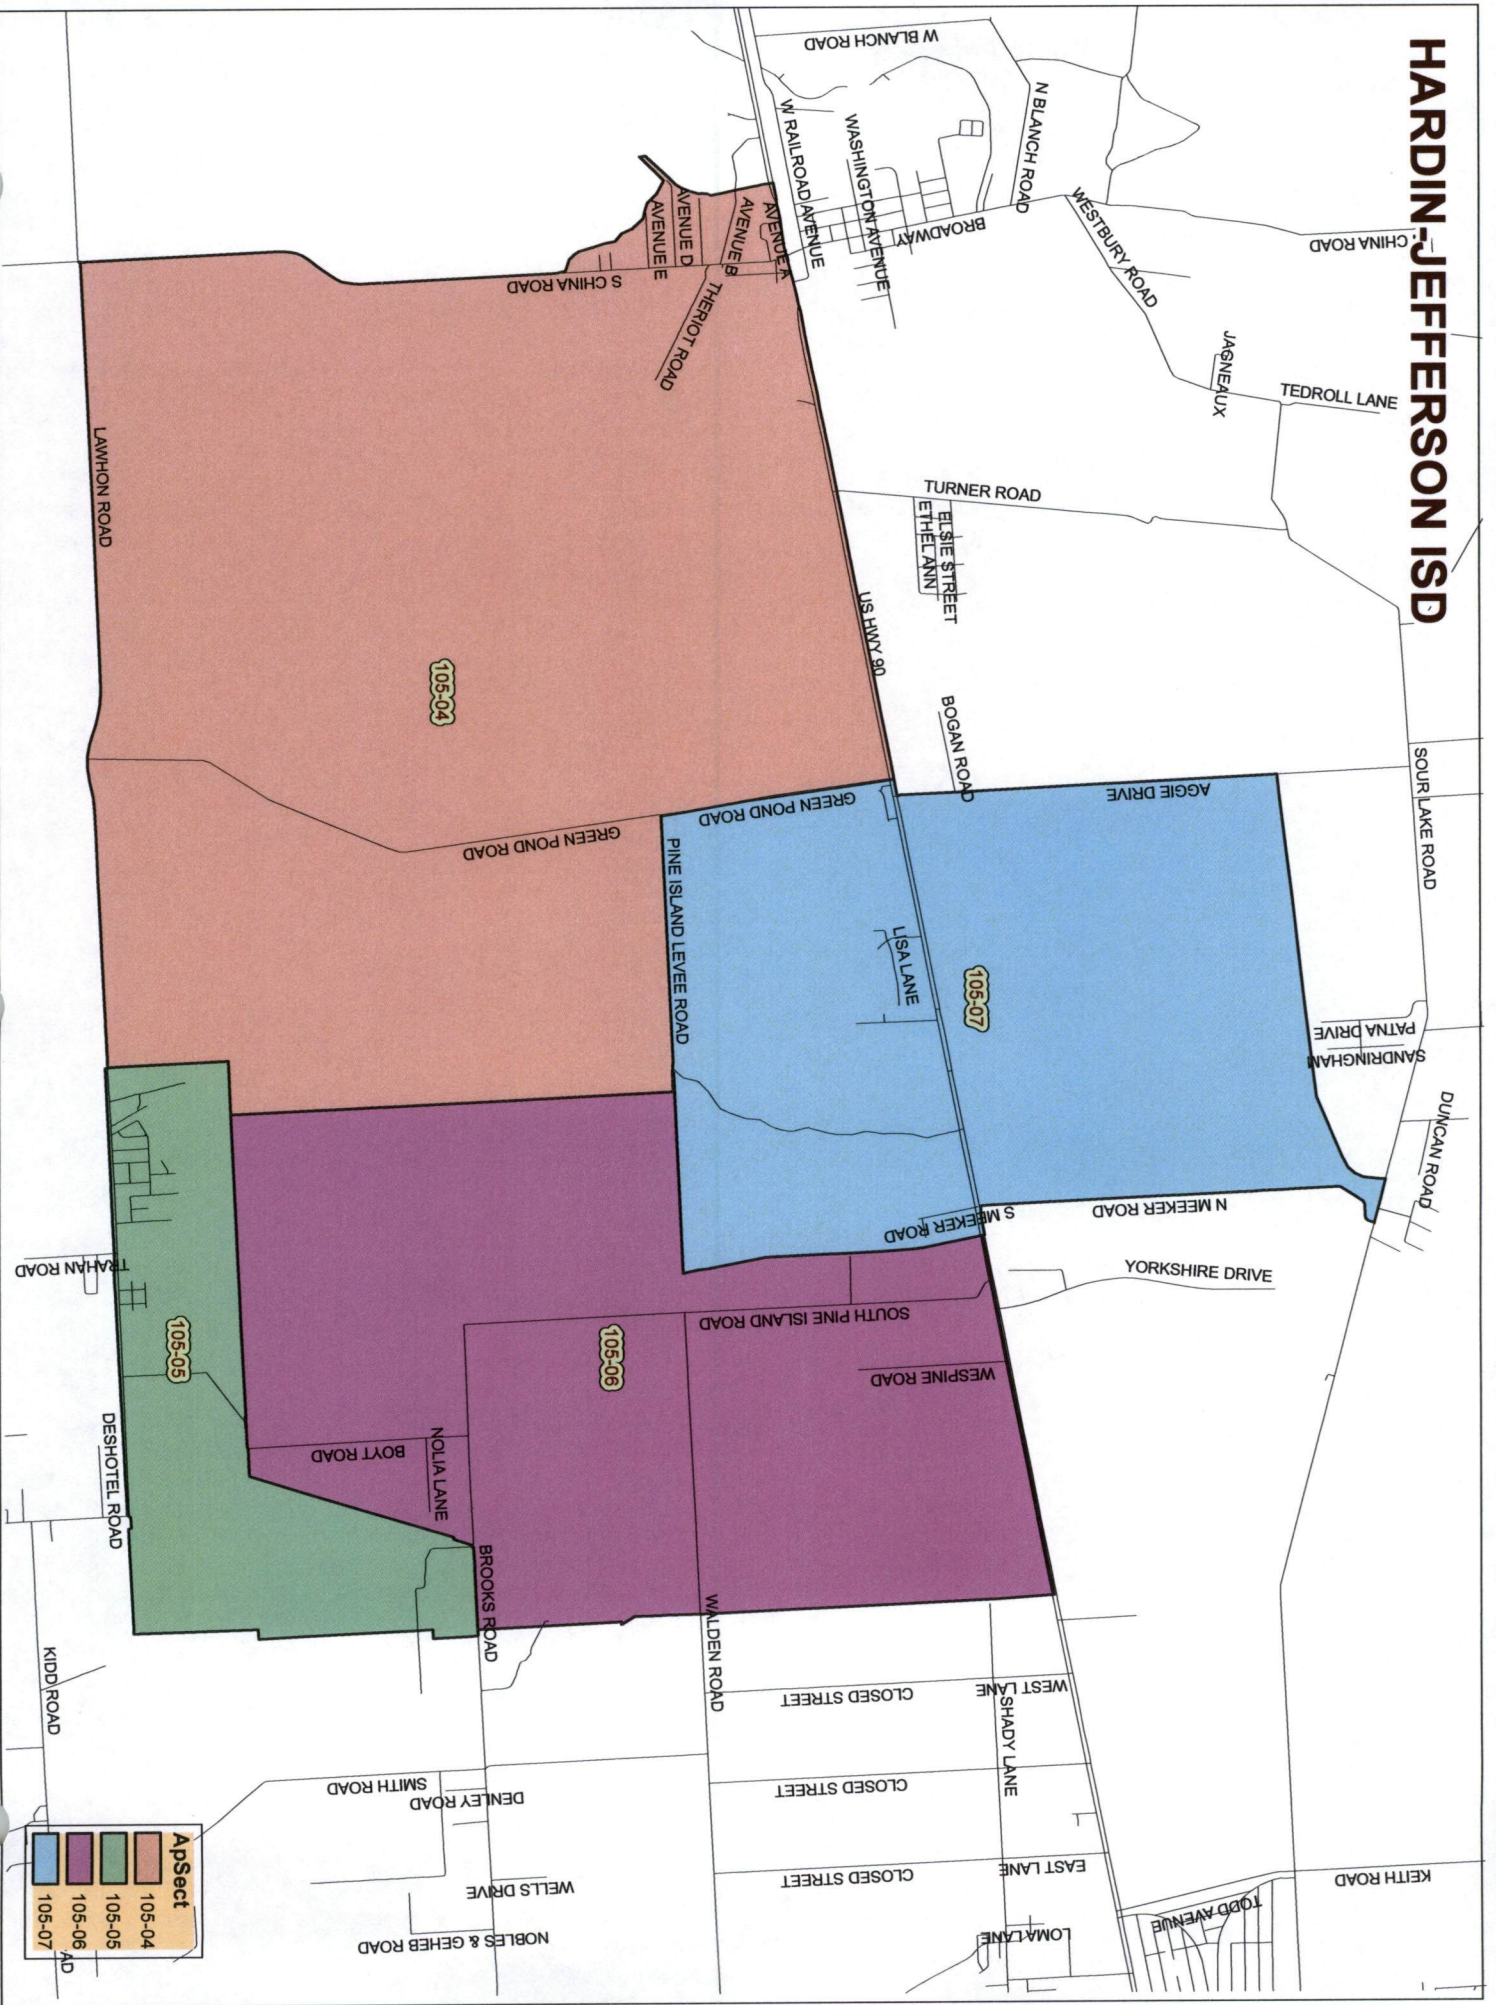 HARDIN-JEFFERSON ISD
W BLANCH ROAD
N BLANCH ROAD
W RAILROAD AVENUE
WASHINGTON AVENUE
BROADWAY
WESTBURY ROAD
CHINA ROAD
JAGNEAUX
TEDROLL LANE
AVENUE A
AVENUE B
AVENUE D
AVENUE E
S CHINA ROAD
THERIOT ROAD
LAWHON ROAD
TURNER ROAD
ELSIE STREET
ETHEL ANN
US HWY 90
BOGAN ROAD
SOUR LAKE ROAD
AGGIE DRIVE
105-04
GREEN POND ROAD
GREEN POND ROAD
PINE ISLAND LEVEE ROAD
LISA LANE
105-07
PATNA DRIVE
SANDRINGHAM
DUNCAN ROAD
N MEEKER ROAD
S MEEKER ROAD
YORKSHIRE DRIVE
SOUTH PINE ISLAND ROAD
WESPINE ROAD
105-06
105-05
TRAHAN ROAD
DESHOTEL ROAD
BOYT ROAD
NOLIA LANE
BROOKS ROAD
WALDEN ROAD
KIDD ROAD
SMITH ROAD
DENLEY ROAD
WELLS DRIVE
NOBLES & GEHEB ROAD
CLOSED STREET
CLOSED STREET
CLOSED STREET
WEST LANE
SHADY LANE
EAST LANE
LOMA LANE
TODD AVENUE
KEITH ROAD
ApSect
105-04
105-05
105-06
105-07
AD